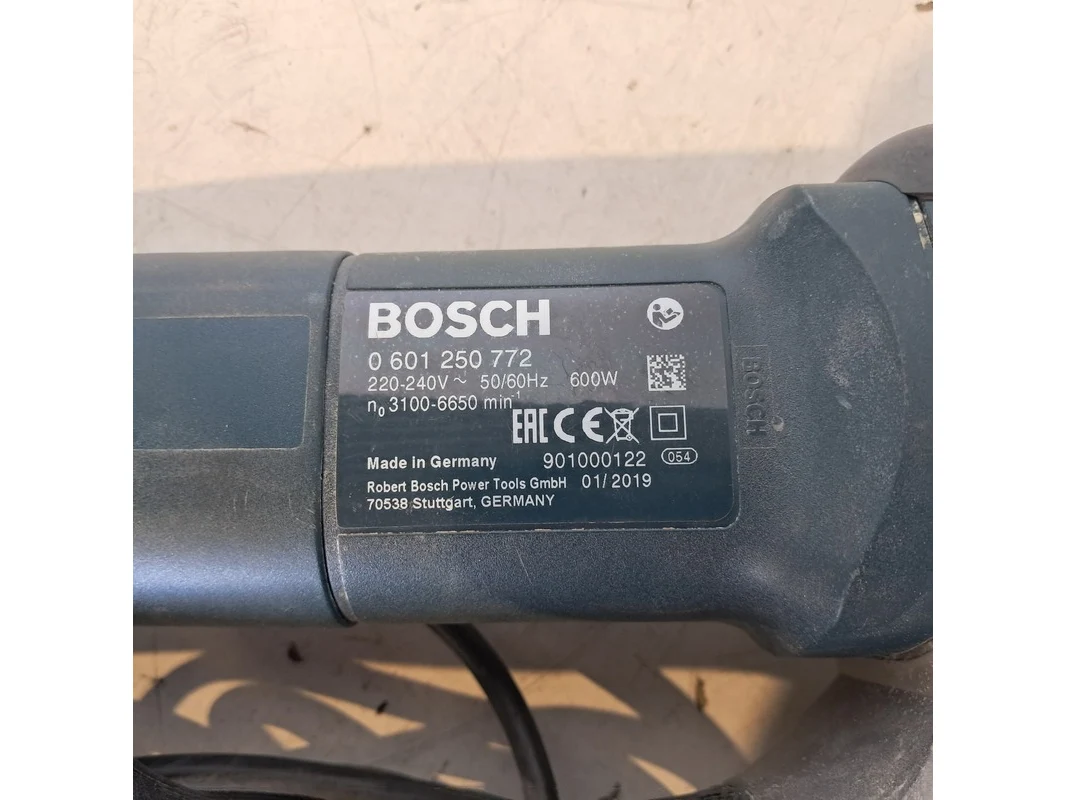 BOSCH
0 601 250 772
220-240V ~ 50/60Hz 600W
n₀ 3100-6650 min⁻¹
EAC CE
Made in Germany 901000122 054
Robert Bosch Power Tools GmbH 01/2019
70538 Stuttgart, GERMANY
BOSCH